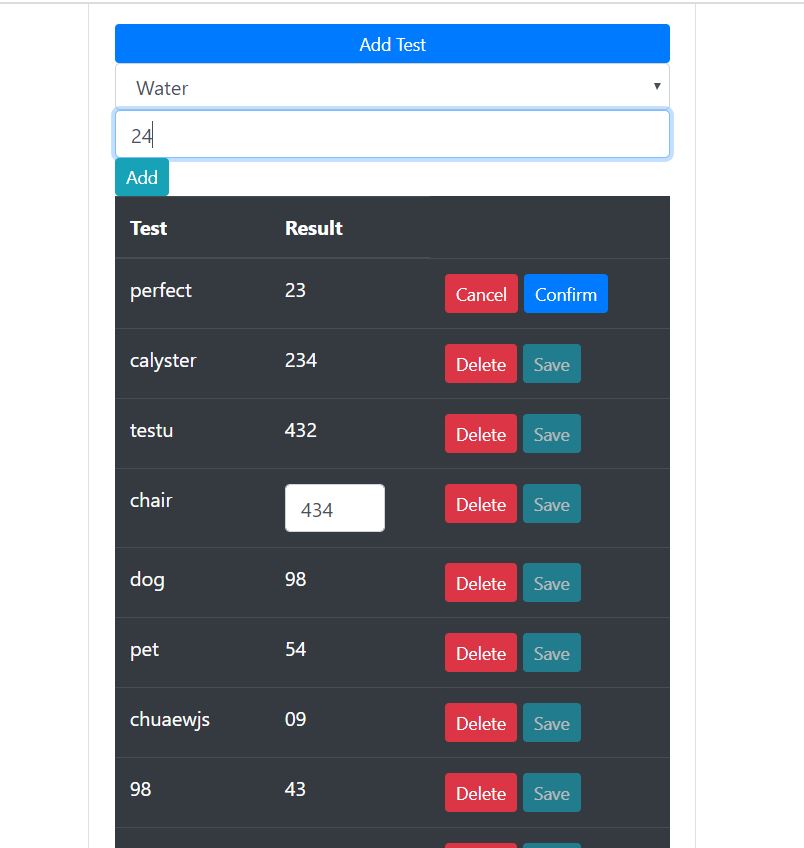 Add Test
Water
24
Add
Test Result
perfect 23 Cancel Confirm
calyster 234 Delete Save
testu 432 Delete Save
chair 434 Delete Save
dog 98 Delete Save
pet 54 Delete Save
chuaewjs 09 Delete Save
98 43 Delete Save